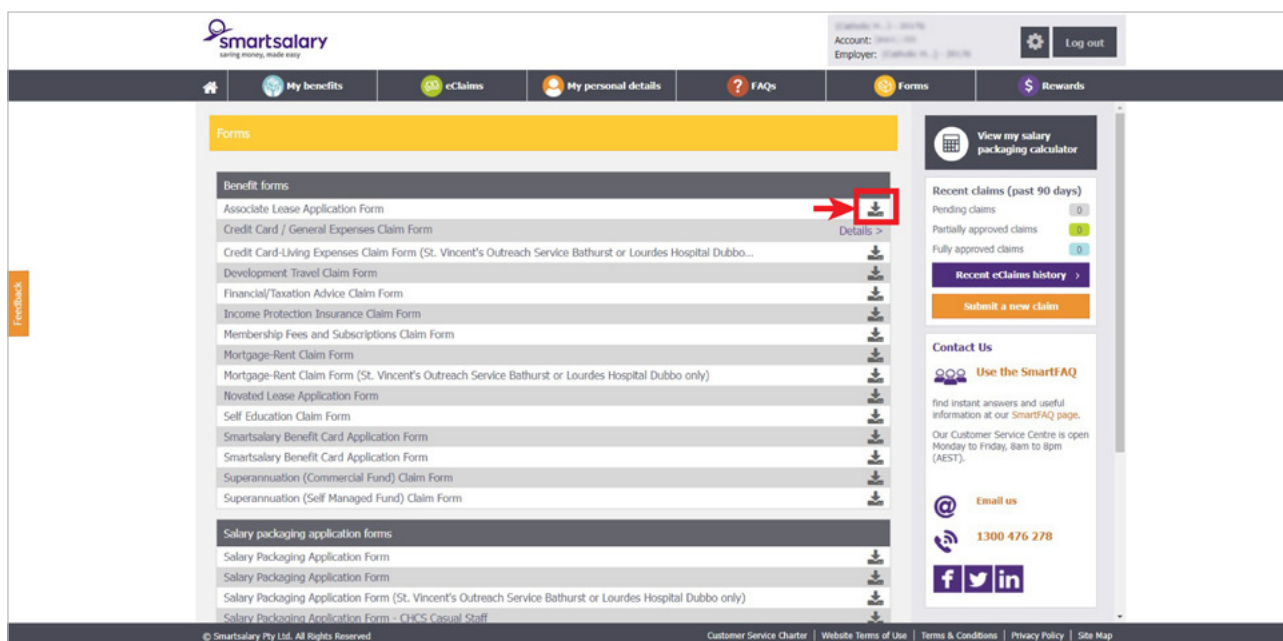 smartsalary
saving money, made easy
Account:
Employer:
Log out
My benefits
eClaims
My personal details
? FAQs
Forms
$ Rewards
Forms
View my salary
packaging calculator
Benefit forms
Associate Lease Application Form
Credit Card / General Expenses Claim Form Details >
Credit Card-Living Expenses Claim Form (St. Vincent's Outreach Service Bathurst or Lourdes Hospital Dubbo...
Development Travel Claim Form
Financial/Taxation Advice Claim Form
Income Protection Insurance Claim Form
Membership Fees and Subscriptions Claim Form
Mortgage-Rent Claim Form
Mortgage-Rent Claim Form (St. Vincent's Outreach Service Bathurst or Lourdes Hospital Dubbo only)
Novated Lease Application Form
Self Education Claim Form
Smartsalary Benefit Card Application Form
Smartsalary Benefit Card Application Form
Superannuation (Commercial Fund) Claim Form
Superannuation (Self Managed Fund) Claim Form
Salary packaging application forms
Salary Packaging Application Form
Salary Packaging Application Form
Salary Packaging Application Form (St. Vincent's Outreach Service Bathurst or Lourdes Hospital Dubbo only)
Salary Packaging Application Form - CHCS Casual Staff
Recent claims (past 90 days)
Pending claims 0
Partially approved claims 0
Fully approved claims 0
Recent eClaims history >
Submit a new claim
Contact Us
Use the SmartFAQ
find instant answers and useful
information at our SmartFAQ page.
Our Customer Service Centre is open
Monday to Friday, 8am to 8pm
(AEST).
@ Email us
1300 476 278
f in
Feedback
© Smartsalary Pty Ltd. All Rights Reserved
Customer Service Charter | Website Terms of Use | Terms & Conditions | Privacy Policy | Site Map